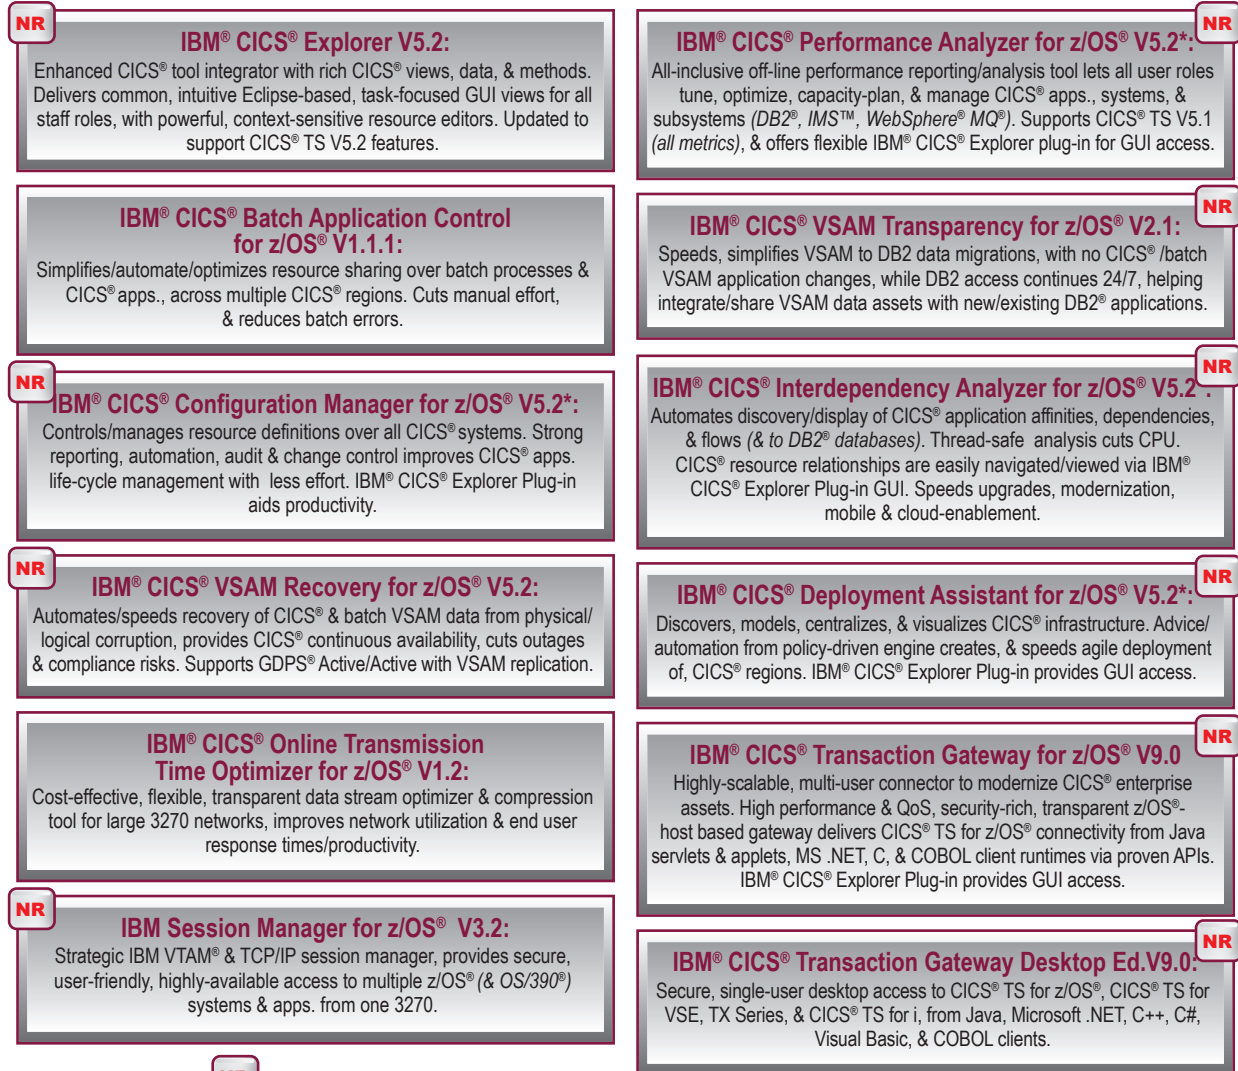 NR
IBM® CICS® Explorer V5.2:
Enhanced CICS® tool integrator with rich CICS® views, data, & methods.
Delivers common, intuitive Eclipse-based, task-focused GUI views for all
staff roles, with powerful, context-sensitive resource editors. Updated to
support CICS® TS V5.2 features.
IBM® CICS® Batch Application Control
for z/OS® V1.1.1:
Simplifies/automate/optimizes resource sharing over batch processes &
CICS® apps., across multiple CICS® regions. Cuts manual effort,
& reduces batch errors.
NR
IBM® CICS® Configuration Manager for z/OS® V5.2*:
Controls/manages resource definitions over all CICS® systems. Strong
reporting, automation, audit & change control improves CICS® apps.
life-cycle management with less effort. IBM® CICS® Explorer Plug-in
aids productivity.
NR
IBM® CICS® VSAM Recovery for z/OS® V5.2:
Automates/speeds recovery of CICS® & batch VSAM data from physical/
logical corruption, provides CICS® continuous availability, cuts outages
& compliance risks. Supports GDPS® Active/Active with VSAM replication.
IBM® CICS® Online Transmission
Time Optimizer for z/OS® V1.2:
Cost-effective, flexible, transparent data stream optimizer & compression
tool for large 3270 networks, improves network utilization & end user
response times/productivity.
NR
IBM Session Manager for z/OS® V3.2:
Strategic IBM VTAM® & TCP/IP session manager, provides secure,
user-friendly, highly-available access to multiple z/OS® (& OS/390®)
systems & apps. from one 3270.
NR
IBM® CICS® Performance Analyzer for z/OS® V5.2*:
All-inclusive off-line performance reporting/analysis tool lets all user roles
tune, optimize, capacity-plan, & manage CICS® apps., systems, &
subsystems (DB2®, IMS™, WebSphere® MQ®). Supports CICS® TS V5.1
(all metrics), & offers flexible IBM® CICS® Explorer plug-in for GUI access.
NR
IBM® CICS® VSAM Transparency for z/OS® V2.1:
Speeds, simplifies VSAM to DB2 data migrations, with no CICS® /batch
VSAM application changes, while DB2 access continues 24/7, helping
integrate/share VSAM data assets with new/existing DB2® applications.
NR
IBM® CICS® Interdependency Analyzer for z/OS® V5.2*:
Automates discovery/display of CICS® application affinities, dependencies,
& flows (& to DB2® databases). Thread-safe analysis cuts CPU.
CICS® resource relationships are easily navigated/viewed via IBM®
CICS® Explorer Plug-in GUI. Speeds upgrades, modernization,
mobile & cloud-enablement.
NR
IBM® CICS® Deployment Assistant for z/OS® V5.2*:
Discovers, models, centralizes, & visualizes CICS® infrastructure. Advice/
automation from policy-driven engine creates, & speeds agile deployment
of, CICS® regions. IBM® CICS® Explorer Plug-in provides GUI access.
NR
IBM® CICS® Transaction Gateway for z/OS® V9.0
Highly-scalable, multi-user connector to modernize CICS® enterprise
assets. High performance & QoS, security-rich, transparent z/OS®-
host based gateway delivers CICS® TS for z/OS® connectivity from Java
servlets & applets, MS .NET, C, & COBOL client runtimes via proven APIs.
IBM® CICS® Explorer Plug-in provides GUI access.
NR
IBM® CICS® Transaction Gateway Desktop Ed.V9.0:
Secure, single-user desktop access to CICS® TS for z/OS®, CICS® TS for
VSE, TX Series, & CICS® TS for i, from Java, Microsoft .NET, C++, C#,
Visual Basic, & COBOL clients.